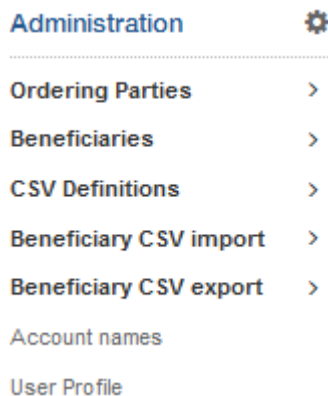 Administration
Ordering Parties
Beneficiaries
CSV Definitions
Beneficiary CSV import
Beneficiary CSV export
Account names
User Profile